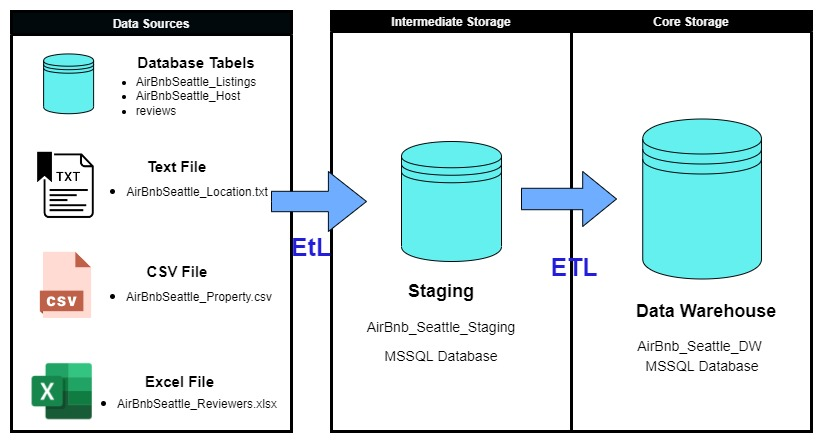 Data Sources
Database Tabels
AirBnbSeattle_Listings
AirBnbSeattle_Host
reviews
TXT
Text File
AirBnbSeattle_Location.txt
CSV
CSV File
AirBnbSeattle_Property.csv
X
Excel File
AirBnbSeattle_Reviewers.xlsx
EtL
Intermediate Storage
Staging
AirBnb_Seattle_Staging
MSSQL Database
ETL
Core Storage
Data Warehouse
AirBnb_Seattle_DW
MSSQL Database